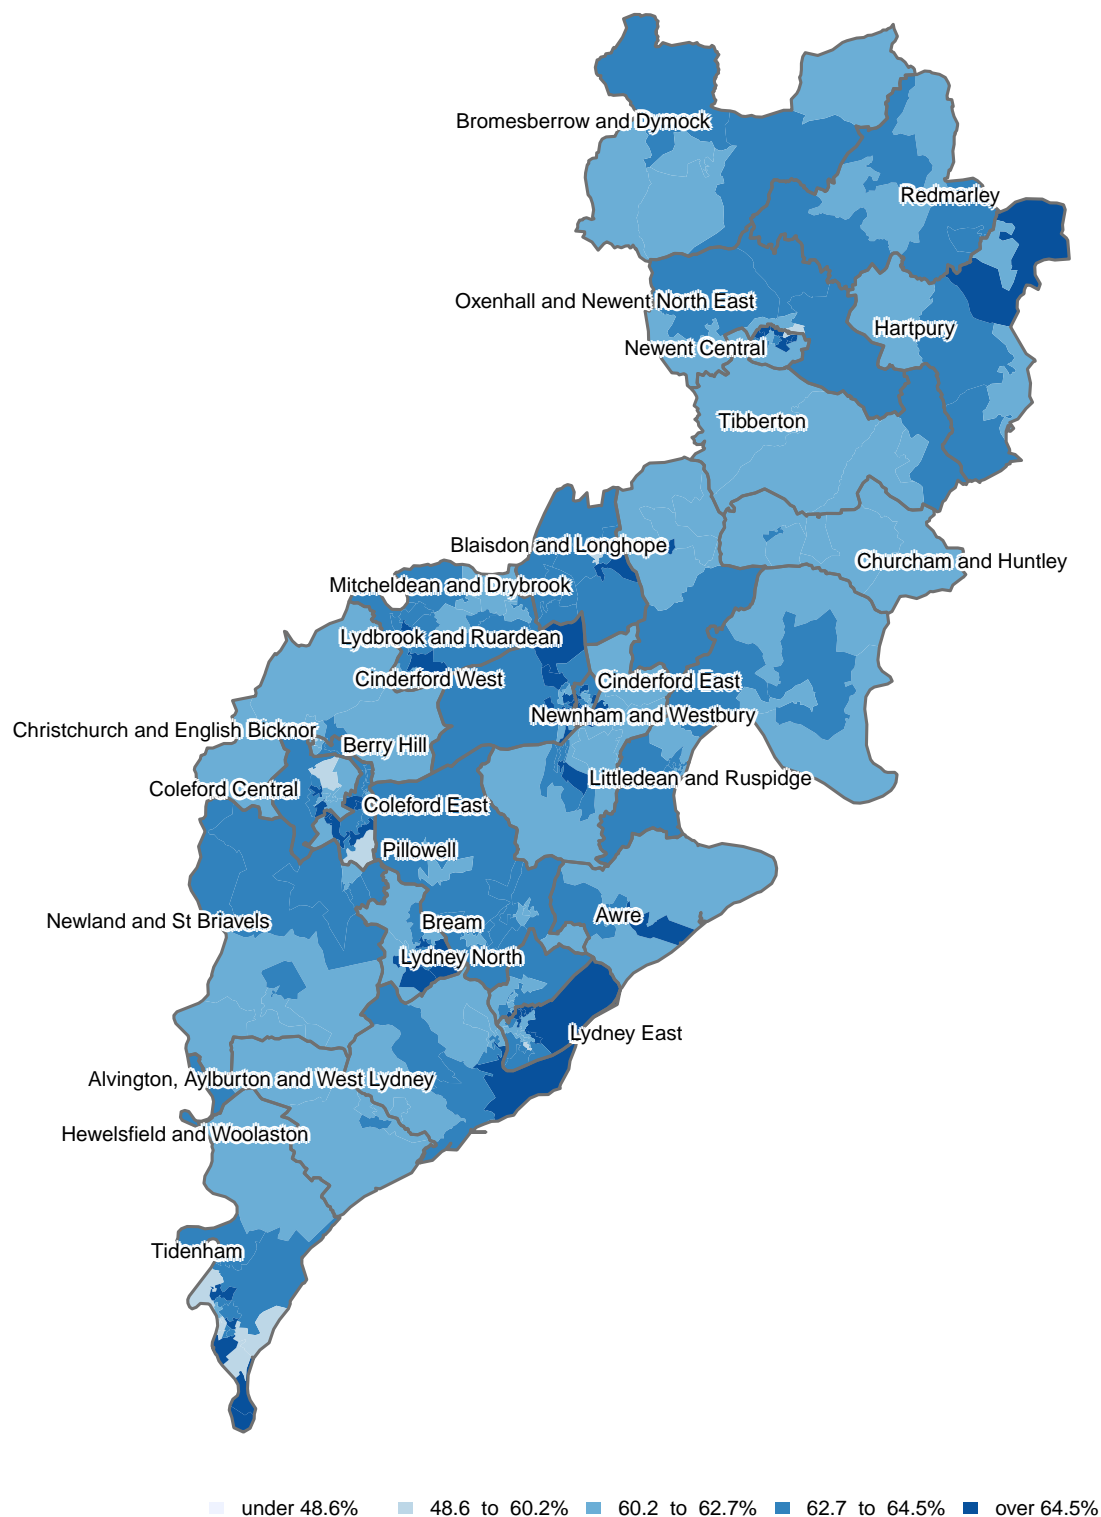 Bromesberrow and Dymock
Redmarley
Oxenhall and Newent North East
Hartpury
Newent Central
Tibberton
Blaisdon and Longhope
Churcham and Huntley
Mitcheldean and Drybrook
Lydbrook and Ruardean
Cinderford West
Cinderford East
Newnham and Westbury
Christchurch and English Bicknor
Berry Hill
Littledean and Ruspidge
Coleford Central
Coleford East
Pillowell
Awre
Newland and St Briavels
Bream
Lydney North
Lydney East
Alvington, Aylburton and West Lydney
Hewelsfield and Woolaston
Tidenham
under 48.6% 48.6 to 60.2% 60.2 to 62.7% 62.7 to 64.5% over 64.5%